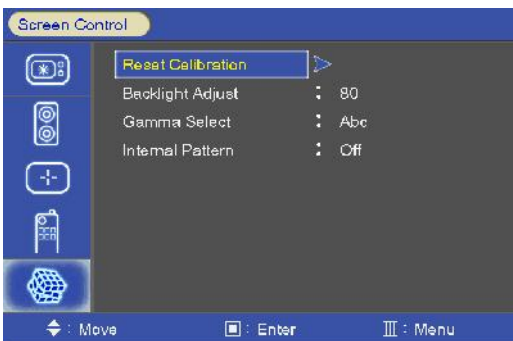 Screen Control
Reset Calibration
Backlight Adjust : 80
Gamma Select : Abc
Internal Pattern : Off
: Move : Enter : Menu